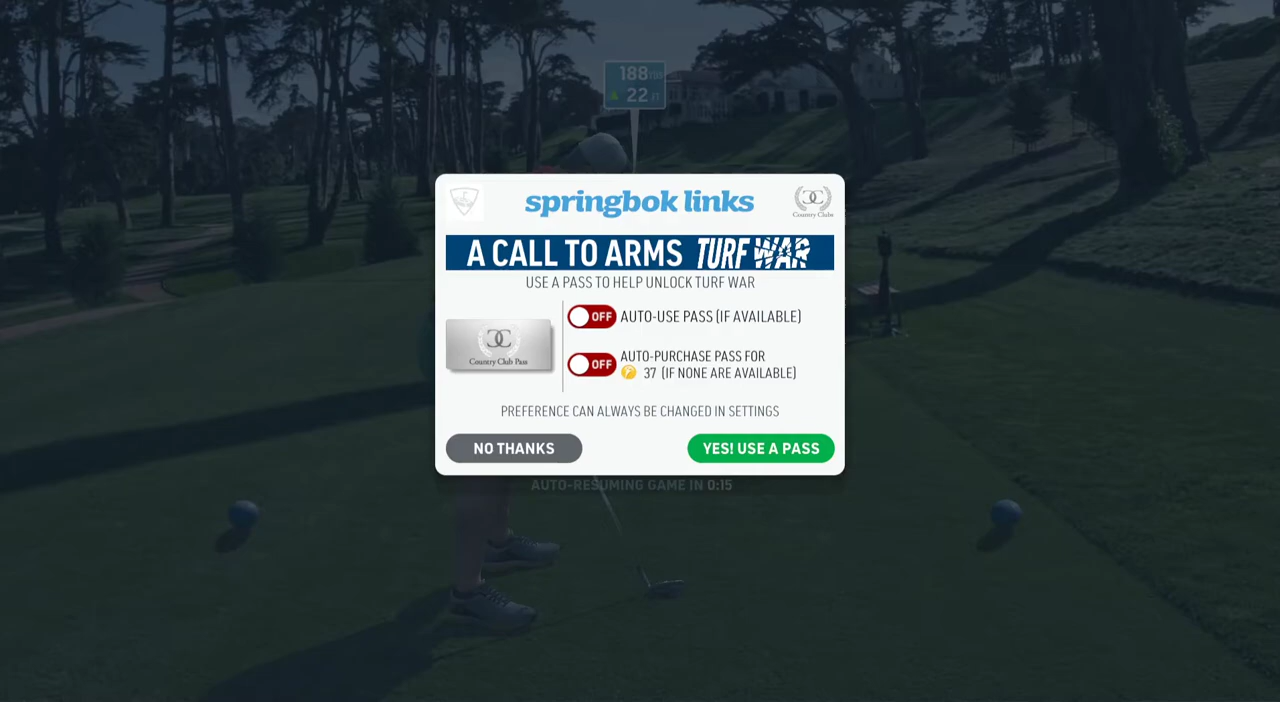 188YDS
22 FT
springbok links
Country Clubs
A CALL TO ARMS TURF WAR
USE A PASS TO HELP UNLOCK TURF WAR
OFF AUTO-USE PASS (IF AVAILABLE)
Country Club Pass
OFF AUTO-PURCHASE PASS FOR
37 (IF NONE ARE AVAILABLE)
PREFERENCE CAN ALWAYS BE CHANGED IN SETTINGS
NO THANKS
YES! USE A PASS
AUTO-RESUMING GAME IN 0:15